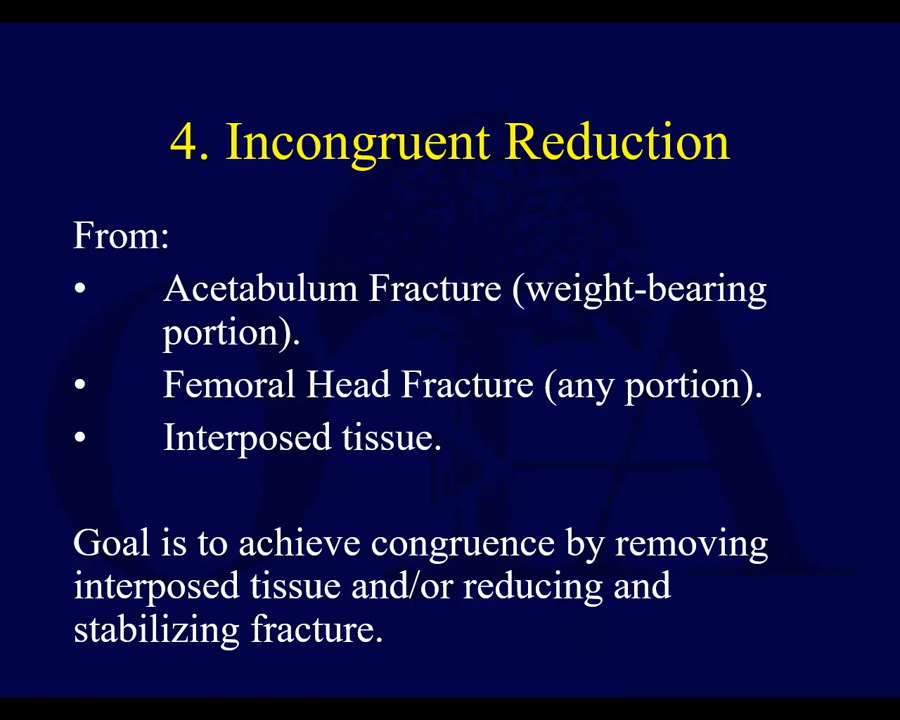 4. Incongruent Reduction
From:
• Acetabulum Fracture (weight-bearing
portion).
• Femoral Head Fracture (any portion).
• Interposed tissue.
Goal is to achieve congruence by removing
interposed tissue and/or reducing and
stabilizing fracture.
OTA